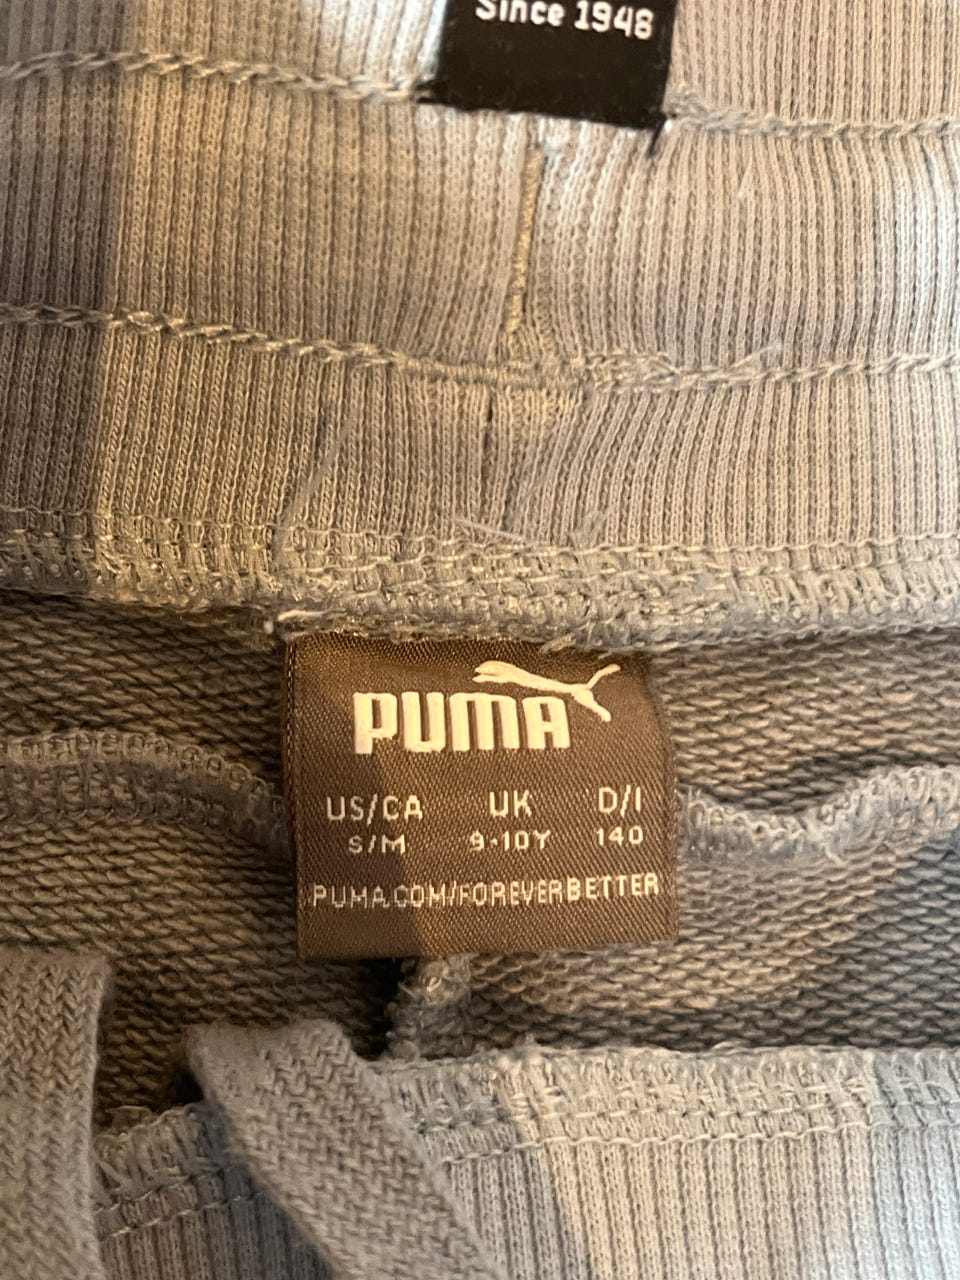 Since 1948
PUMA
US/CA UK D/I
S/M 9-10Y 140
PUMA.COM/FOREVERBETTER